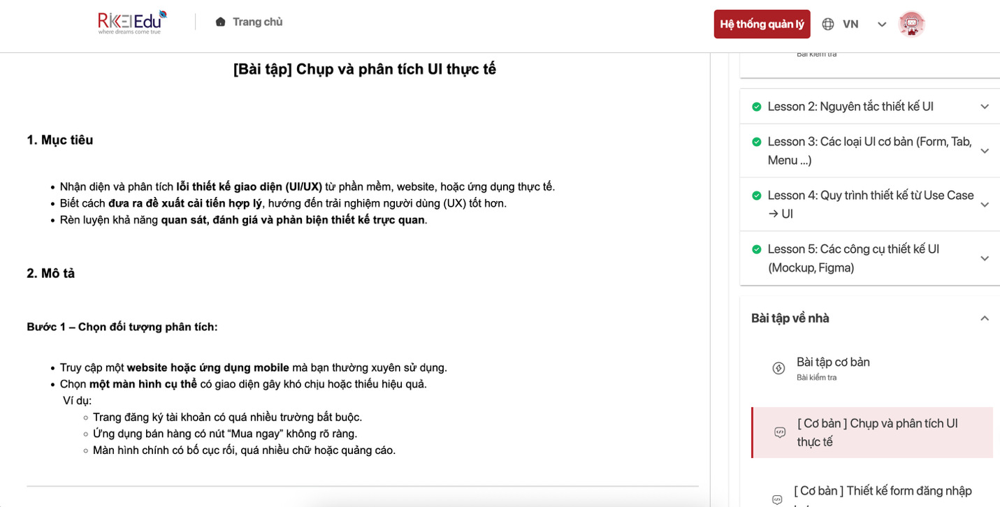 RIKKEI Edu
where dreams come true
Trang chủ
Hệ thống quản lý
VN
[Bài tập] Chụp và phân tích UI thực tế
1. Mục tiêu
Nhận diện và phân tích lỗi thiết kế giao diện (UI/UX) từ phần mềm, website, hoặc ứng dụng thực tế.
Biết cách đưa ra đề xuất cải tiến hợp lý, hướng đến trải nghiệm người dùng (UX) tốt hơn.
Rèn luyện khả năng quan sát, đánh giá và phản biện thiết kế trực quan.
2. Mô tả
Bước 1 – Chọn đối tượng phân tích:
Truy cập một website hoặc ứng dụng mobile mà bạn thường xuyên sử dụng.
Chọn một màn hình cụ thể có giao diện gây khó chịu hoặc thiếu hiệu quả.
Ví dụ:
Trang đăng ký tài khoản có quá nhiều trường bắt buộc.
Ứng dụng bán hàng có nút “Mua ngay” không rõ ràng.
Màn hình chính có bố cục rối, quá nhiều chữ hoặc quảng cáo.
Bài kiểm tra
Lesson 2: Nguyên tắc thiết kế UI
Lesson 3: Các loại UI cơ bản (Form, Tab,
Menu ...)
Lesson 4: Quy trình thiết kế từ Use Case
→ UI
Lesson 5: Các công cụ thiết kế UI
(Mockup, Figma)
Bài tập về nhà
Bài tập cơ bản
Bài kiểm tra
[ Cơ bản ] Chụp và phân tích UI
thực tế
[ Cơ bản ] Thiết kế form đăng nhập